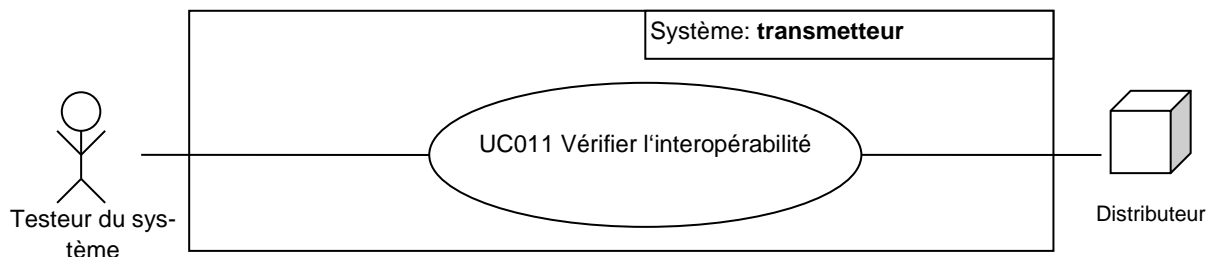 Système: transmetteur
UC011 Vérifier l‘interopérabilité
Testeur du sys-
tème
Distributeur